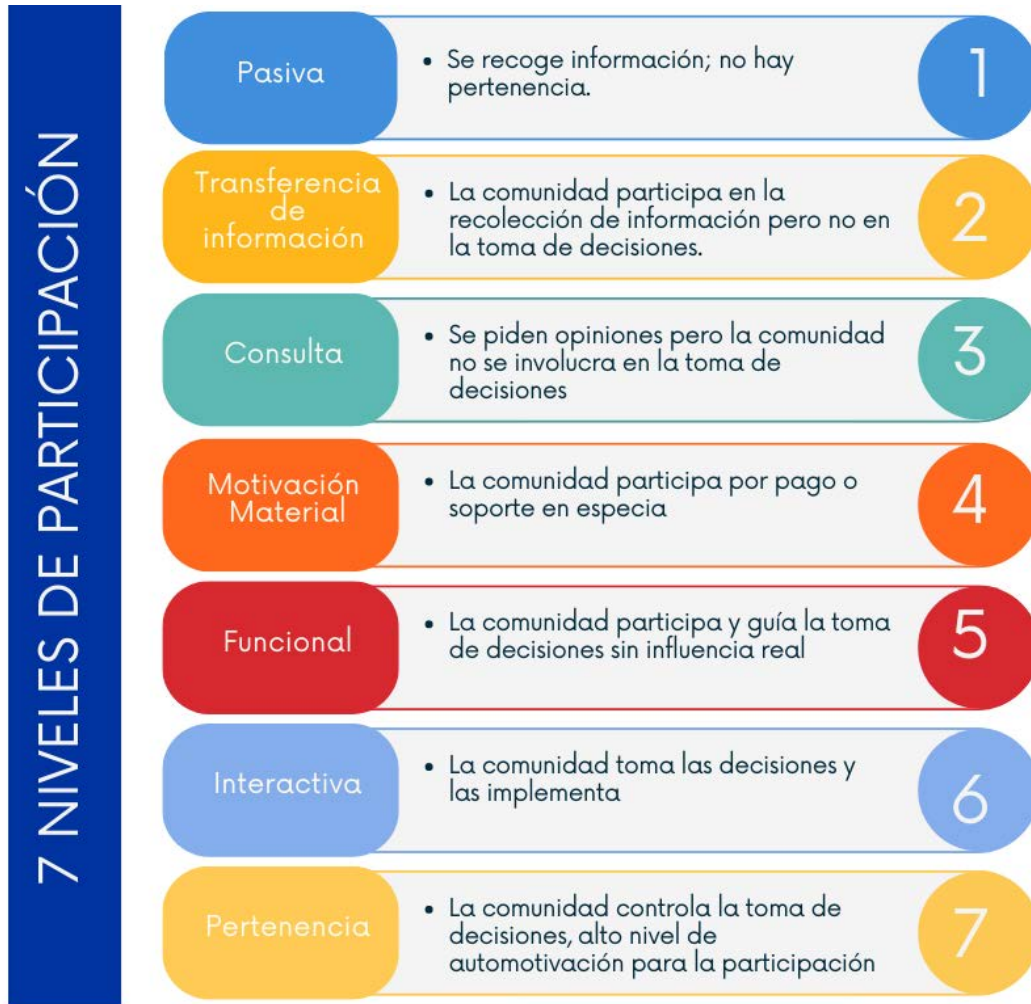 7 NIVELES DE PARTICIPACIÓN
Pasiva
• Se recoge información; no hay
pertenencia.
1
Transferencia
de
información
• La comunidad participa en la
recolección de información pero no en
la toma de decisiones.
2
Consulta
• Se piden opiniones pero la comunidad
no se involucra en la toma de
decisiones
3
Motivación
Material
• La comunidad participa por pago o
soporte en especia
4
Funcional
• La comunidad participa y guía la toma
de decisiones sin influencia real
5
Interactiva
• La comunidad toma las decisiones y
las implementa
6
Pertenencia
• La comunidad controla la toma de
decisiones, alto nivel de
automotivación para la participación
7